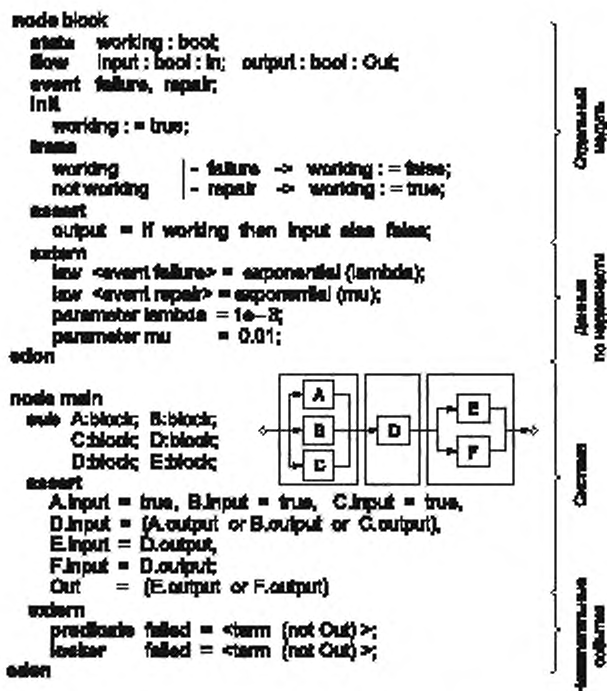 node block
state working : bool;
flow input : bool : In; output : bool : Out;
event failure, repair;
init
working : = true;
trans
working |- failure -> working : = false;
not working |- repair -> working : = true;
assert
output = if working then input else false;
extern
law <event failure> = exponential (lambda);
law <event repair> = exponential (mu);
parameter lambda = 1e-3;
parameter mu = 0.01;
edon
Отдельный
модуль
Данные
по надежности
node main
sub A:block; B:block;
C:block; D:block;
D:block; E:block;
A
B
C
D
E
F
assert
A.input = true, B.input = true, C.input = true,
D.input = (A.output or B.output or C.output),
E.input = D.output,
F.input = D.output;
Out = (E.output or F.output)
Система
extern
predicate failed = <term (not Out) >;
failed = <term (not Out) >;
edon
Нежелательные
события